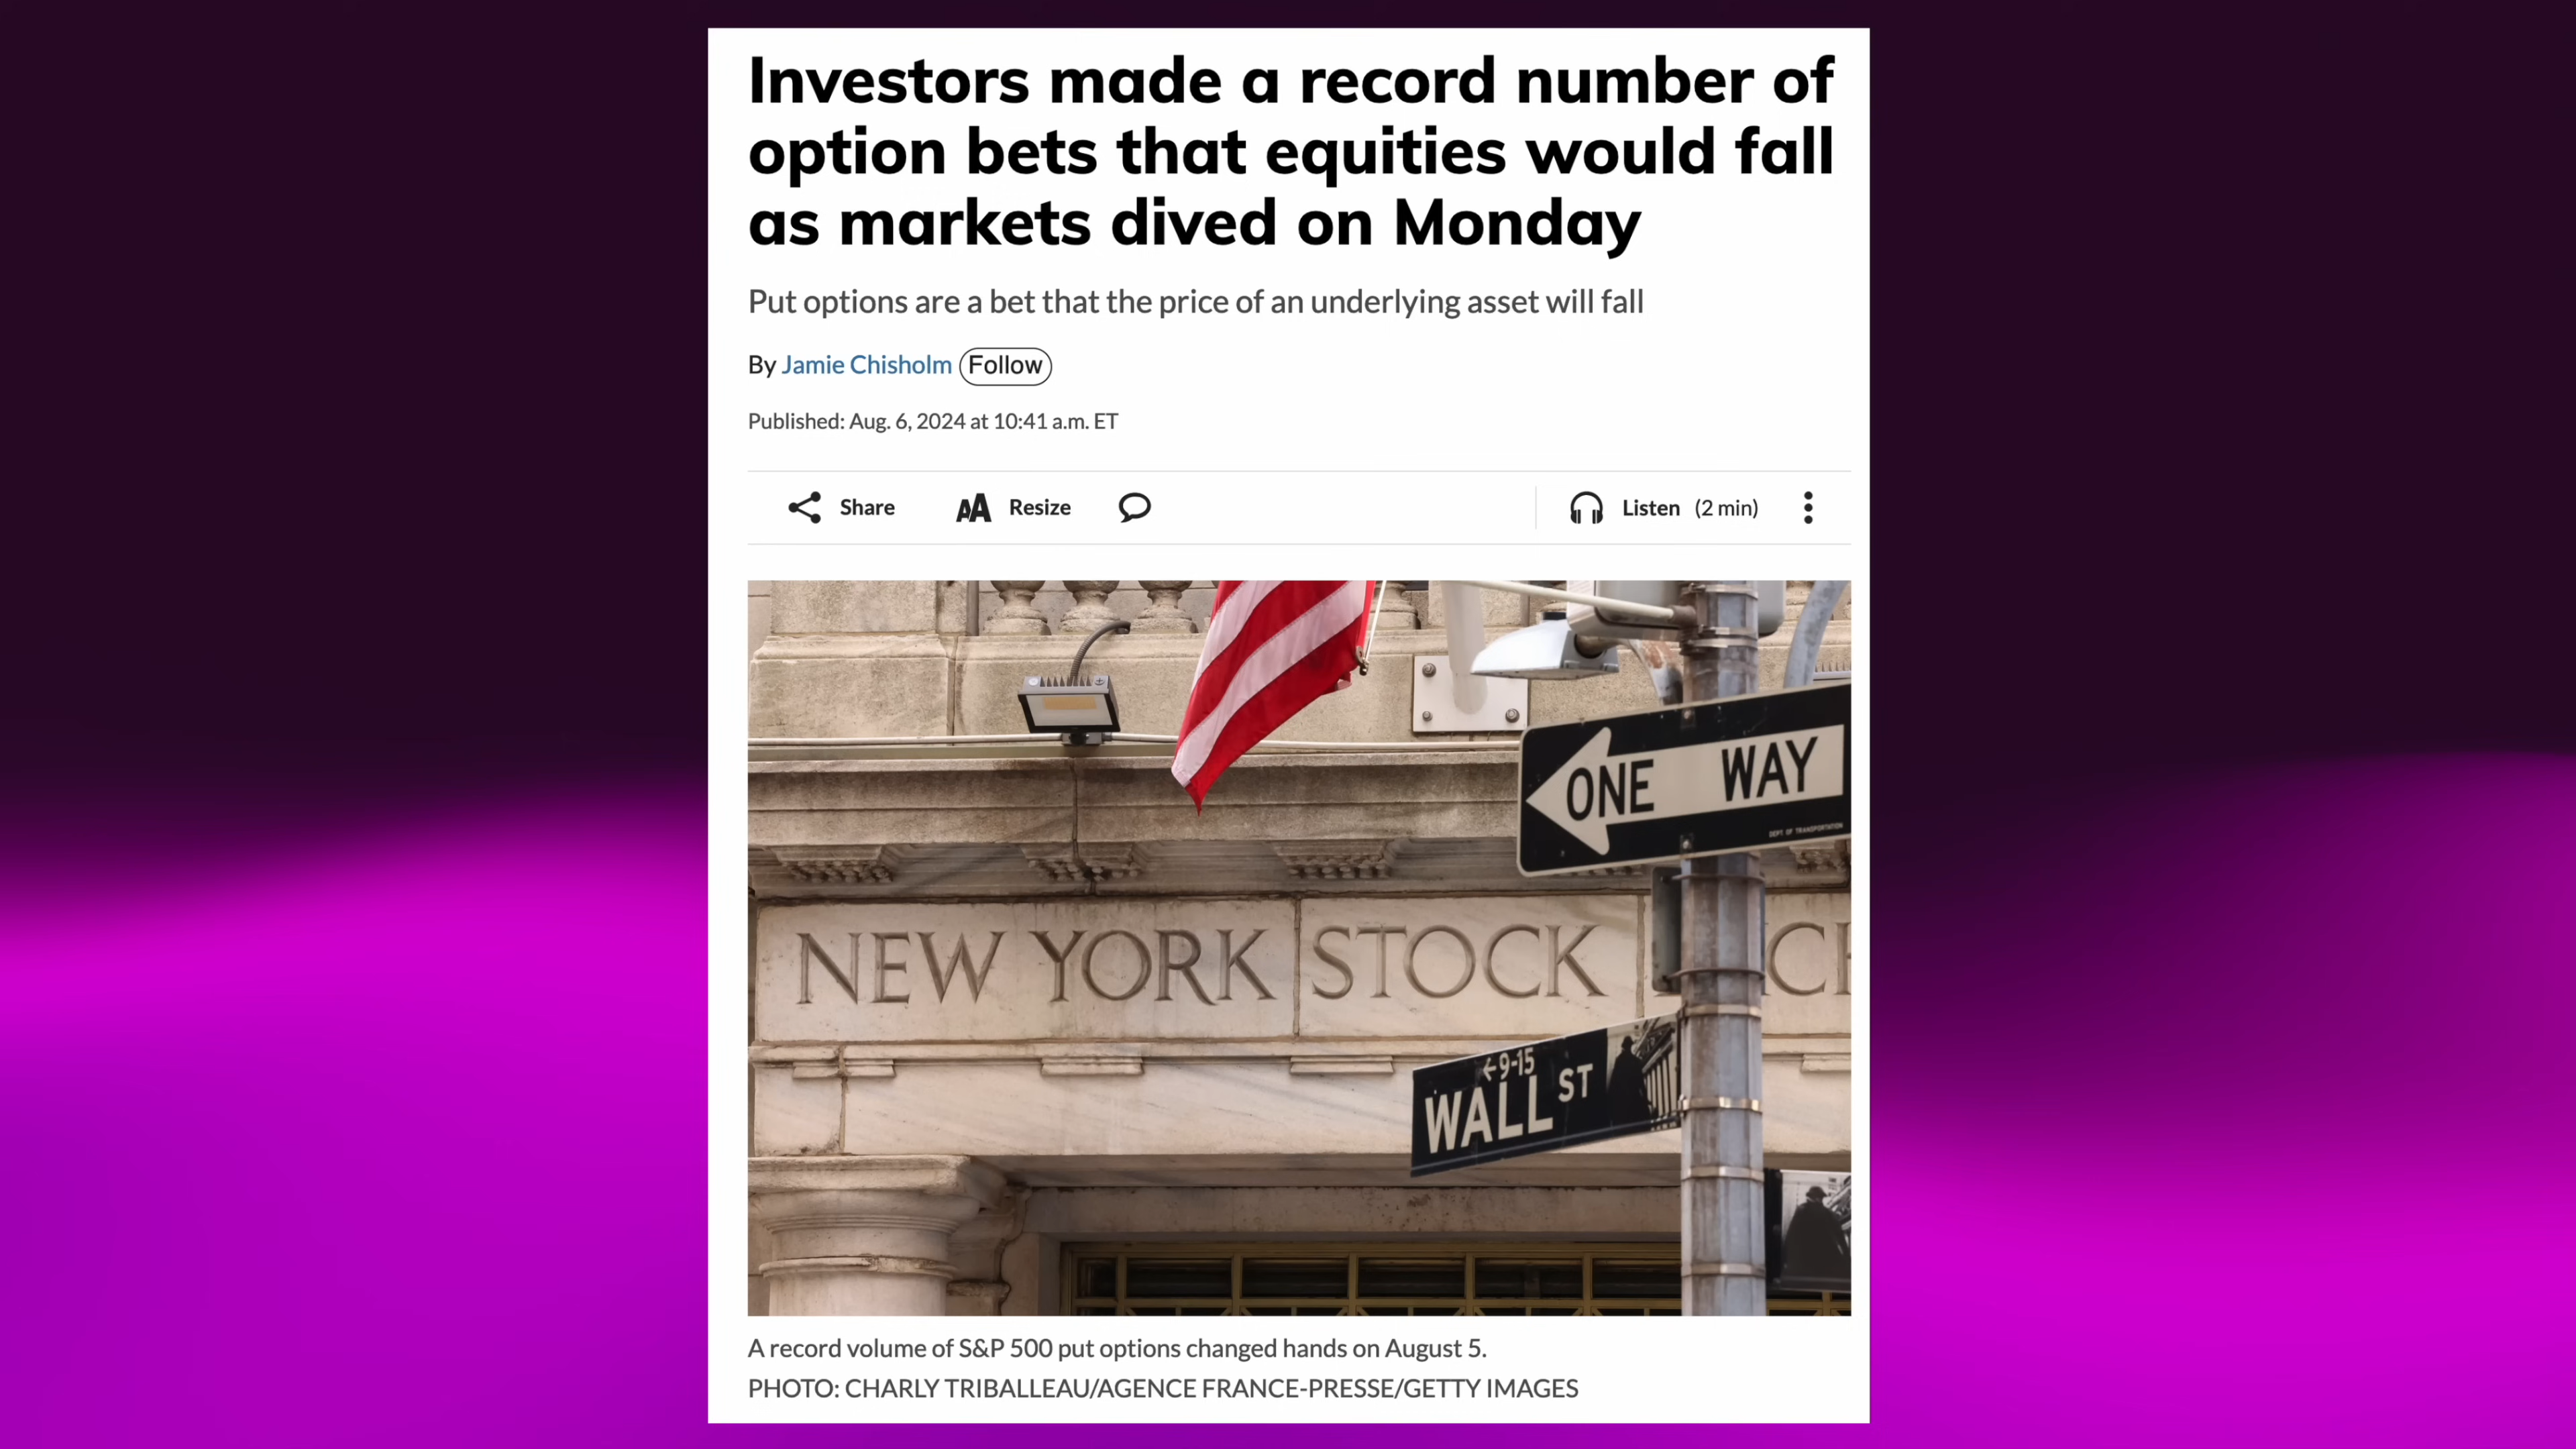 Investors made a record number of
option bets that equities would fall
as markets dived on Monday
Put options are a bet that the price of an underlying asset will fall
By Jamie Chisholm Follow
Published: Aug. 6, 2024 at 10:41 a.m. ET
Share Resize Listen (2 min)
ONE WAY
DEPT. OF TRANSPORTATION
NEW YORK STOCK
←9-15
WALL ST
A record volume of S&P 500 put options changed hands on August 5.
PHOTO: CHARLY TRIBALLEAU/AGENCE FRANCE-PRESSE/GETTY IMAGES